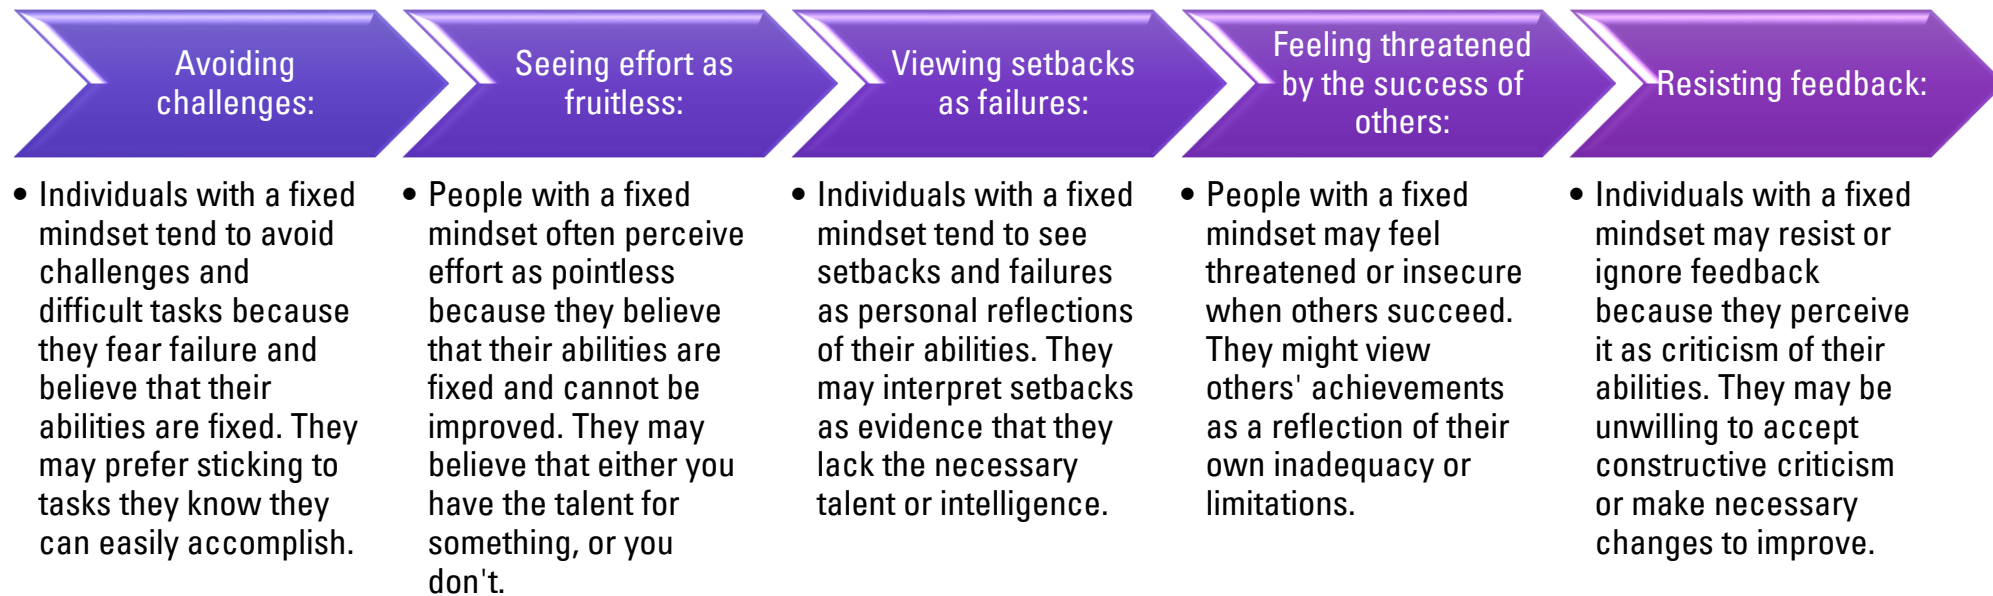 Avoiding
challenges:
• Individuals with a fixed
mindset tend to avoid
challenges and
difficult tasks because
they fear failure and
believe that their
abilities are fixed. They
may prefer sticking to
tasks they know they
can easily accomplish.
Seeing effort as
fruitless:
• People with a fixed
mindset often perceive
effort as pointless
because they believe
that their abilities are
fixed and cannot be
improved. They may
believe that either you
have the talent for
something, or you
don't.
Viewing setbacks
as failures:
• Individuals with a fixed
mindset tend to see
setbacks and failures
as personal reflections
of their abilities. They
may interpret setbacks
as evidence that they
lack the necessary
talent or intelligence.
Feeling threatened
by the success of
others:
• People with a fixed
mindset may feel
threatened or insecure
when others succeed.
They might view
others' achievements
as a reflection of their
own inadequacy or
limitations.
Resisting feedback:
• Individuals with a fixed
mindset may resist or
ignore feedback
because they perceive
it as criticism of their
abilities. They may be
unwilling to accept
constructive criticism
or make necessary
changes to improve.